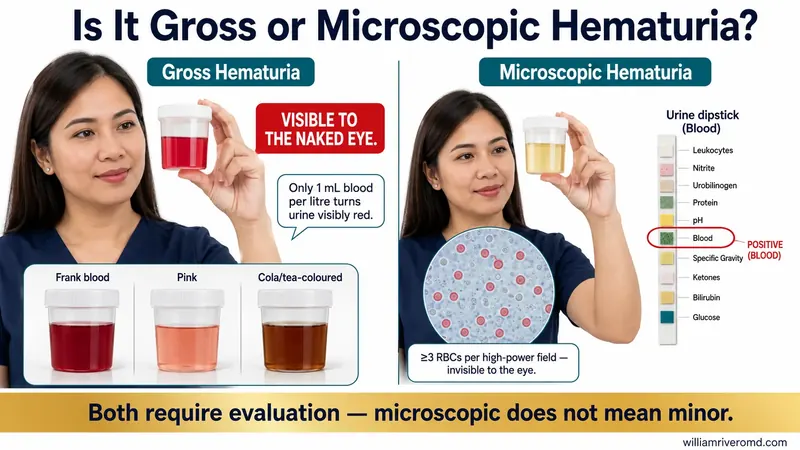 Is It Gross or Microscopic Hematuria?
Gross Hematuria
VISIBLE TO
THE NAKED EYE.
Only 1 mL blood
per litre turns
urine visibly red.
Frank blood
Pink
Cola/tea-coloured
Microscopic Hematuria
Urine dipstick
(Blood)
Leukocytes
Nitrite
Urobilinogen
Protein
pH
Blood
POSITIVE
(BLOOD)
Specific Gravity
Ketones
Bilirubin
Glucose
≥3 RBCs per high-power field —
invisible to the eye.
Both require evaluation — microscopic does not mean minor.
williamriveromd.com